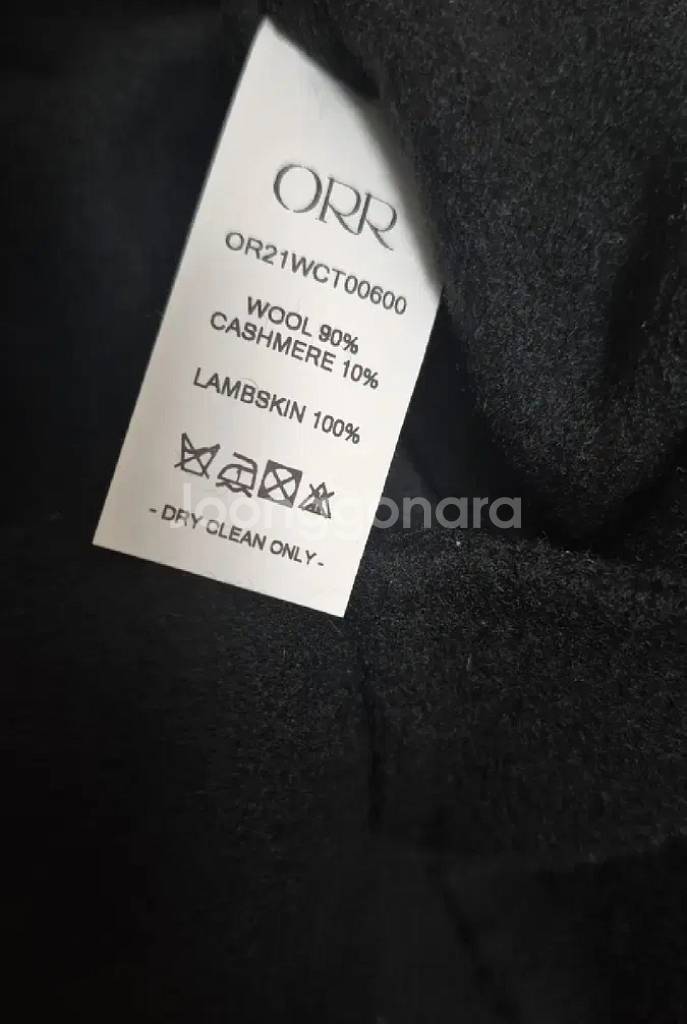 ORR
OR21WCT00600
WOOL 90%
CASHMERE 10%
LAMBSKIN 100%
Joonggonara
- DRY CLEAN ONLY -